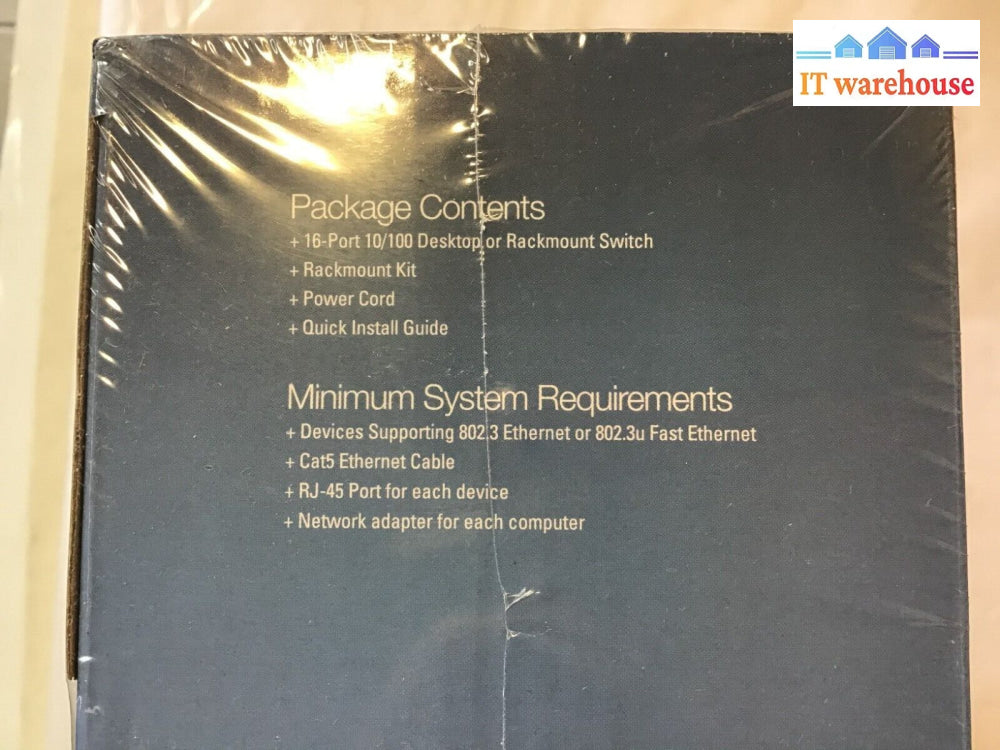 IT warehouse
Package Contents
+ 16-Port 10/100 Desktop or Rackmount Switch
+ Rackmount Kit
+ Power Cord
+ Quick Install Guide
Minimum System Requirements
+ Devices Supporting 802.3 Ethernet or 802.3u Fast Ethernet
+ Cat5 Ethernet Cable
+ RJ-45 Port for each device
+ Network adapter for each computer